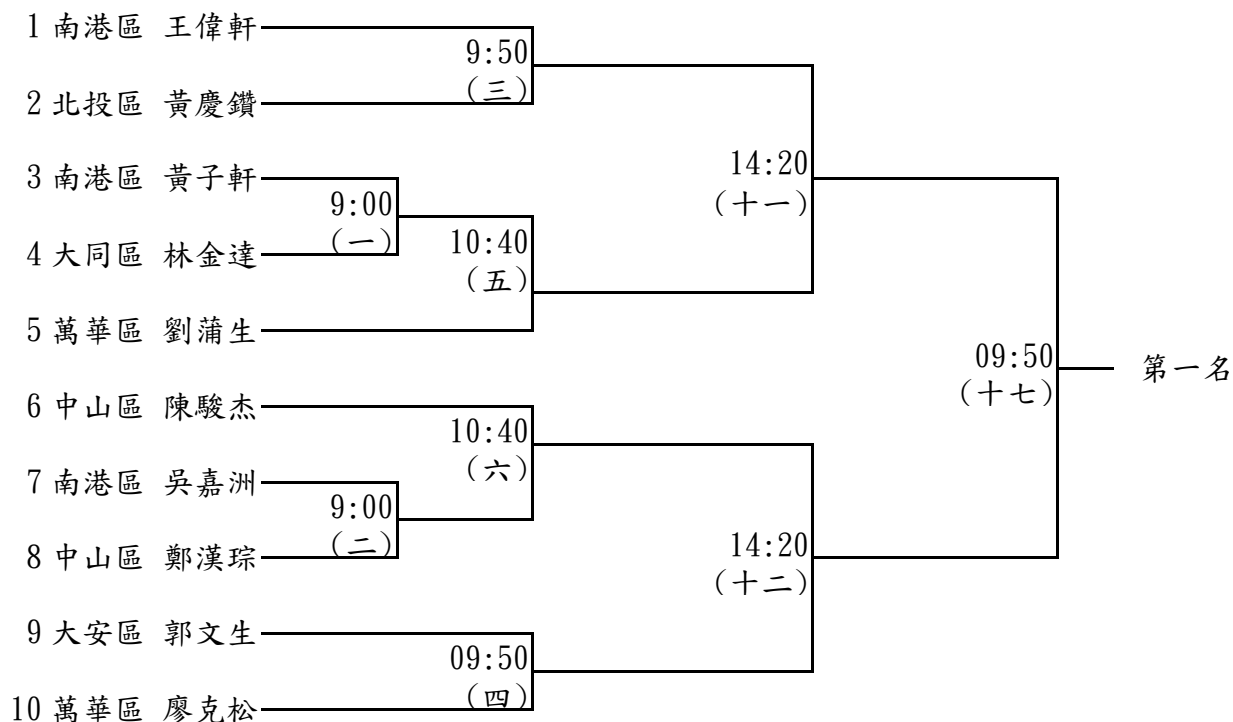 1 南港區 王偉軒
9:50
(三)
2 北投區 黃慶鑽
14:20
(十一)
3 南港區 黃子軒
9:00
(一)
4 大同區 林金達
10:40
(五)
5 萬華區 劉蒲生
09:50
(十七)
第一名
6 中山區 陳駿杰
10:40
(六)
7 南港區 吳嘉洲
9:00
(二)
8 中山區 鄭漢琮
14:20
(十二)
9 大安區 郭文生
09:50
(四)
10 萬華區 廖克松